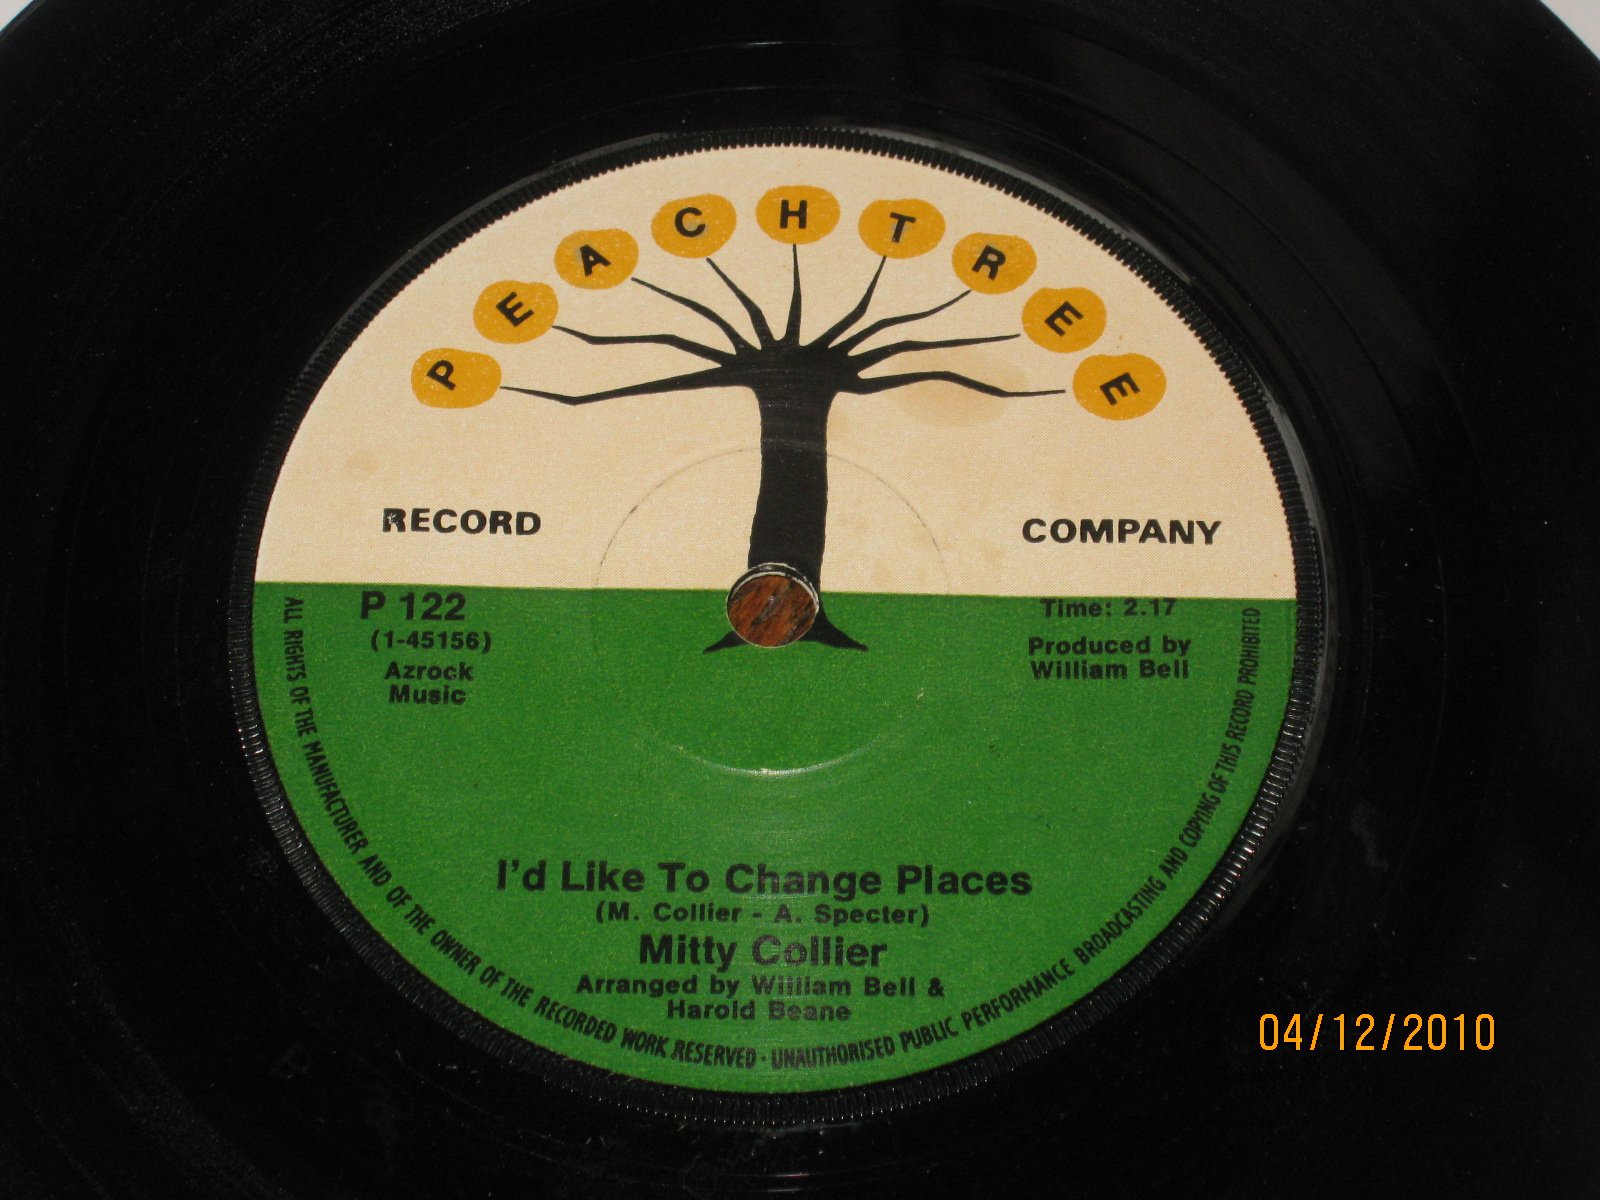 PEACHTREE
RECORD COMPANY
P 122
(1-45156)
Azrock
Music
Time: 2.17
Produced by
William Bell
I'd Like To Change Places
(M. Collier - A. Specter)
Mitty Collier
Arranged by William Bell &
Harold Beane
ALL RIGHTS OF THE MANUFACTURER AND OF THE OWNER OF THE RECORDED WORK RESERVED · UNAUTHORISED PUBLIC PERFORMANCE BROADCASTING AND COPYING OF THIS RECORD PROHIBITED
04/12/2010